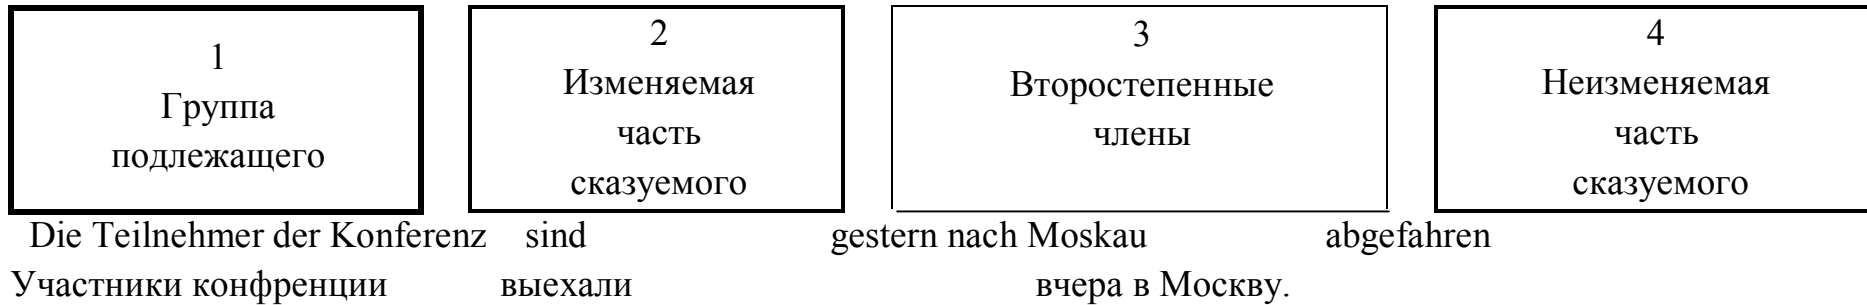 1
Группа
подлежащего
2
Изменяемая
часть
сказуемого
3
Второстепенные
члены
4
Неизменяемая
часть
сказуемого
Die Teilnehmer der Konferenz sind gestern nach Moskau abgefahren
Участники конфренции выехали вчера в Москву.